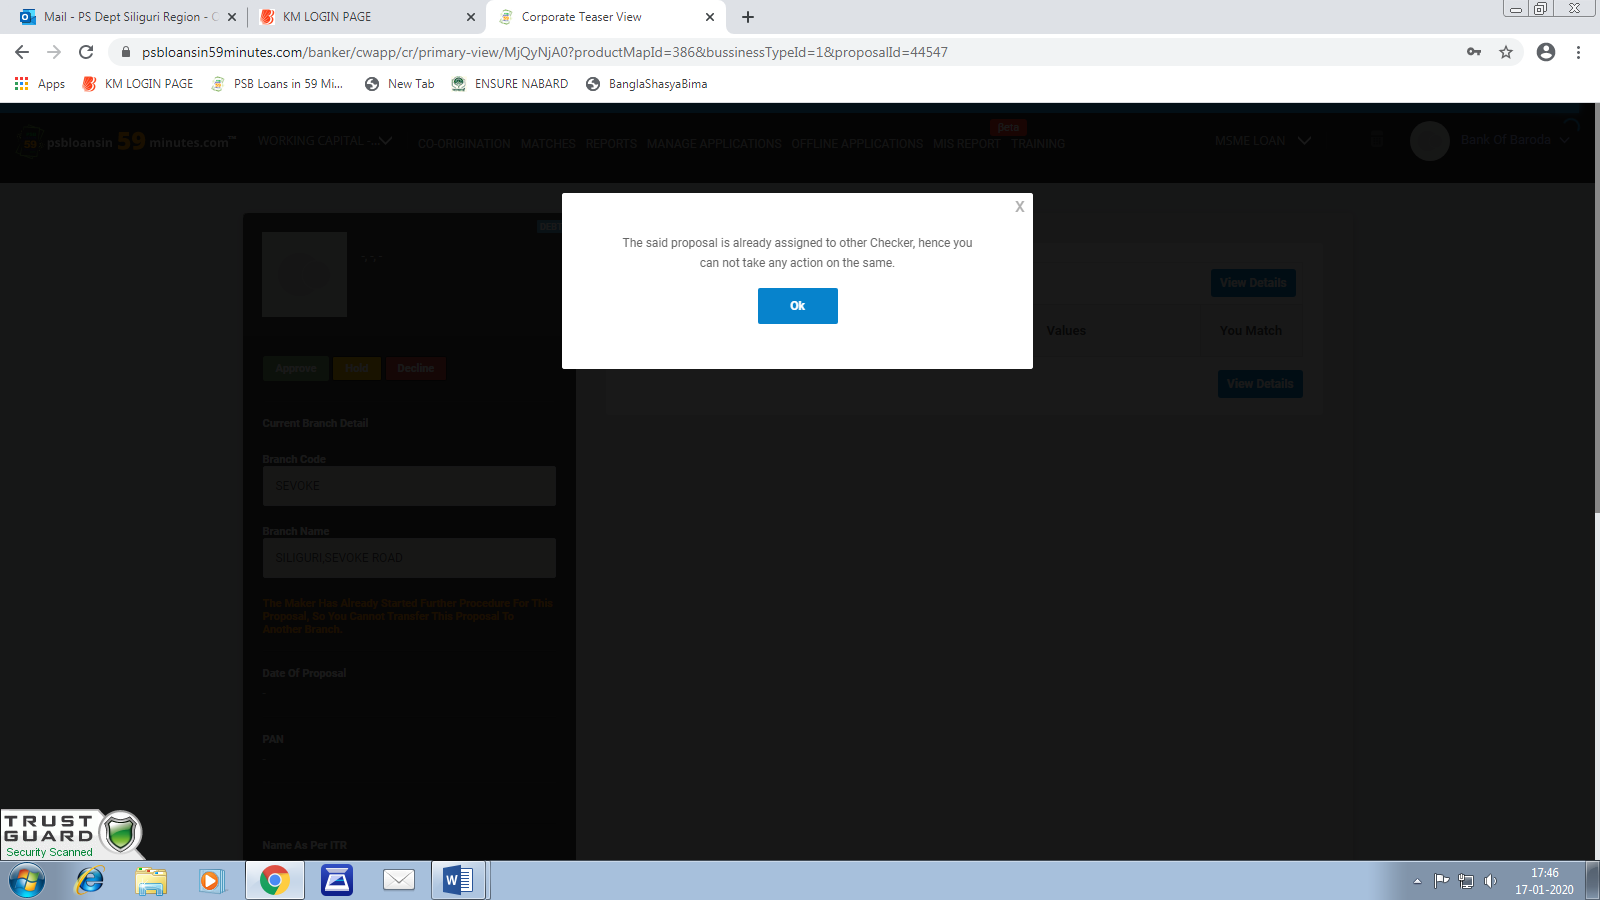 Mail - PS Dept Siliguri Region - O
KM LOGIN PAGE
Corporate Teaser View
psbloansin59minutes.com/banker/cwapp/cr/primary-view/MjQyNjA0?productMapId=386&bussinessTypeId=1&proposalId=44547
Apps
KM LOGIN PAGE
PSB Loans in 59 Mi...
New Tab
ENSURE NABARD
BanglaShasyaBima
psbloansin 59 minutes.com™
WORKING CAPITAL -...
CO-ORIGINATION
MATCHES
REPORTS
MANAGE APPLICATIONS
OFFLINE APPLICATIONS
Beta
MIS REPORT
TRAINING
MSME LOAN
Bank Of Baroda
X
The said proposal is already assigned to other Checker, hence you
can not take any action on the same.
Ok
View Details
Values
You Match
View Details
Approve
Hold
Decline
Current Branch Detail
Branch Code
SEVOKE
Branch Name
SILIGURI,SEVOKE ROAD
The Maker Has Already Started Further Procedure For This
Proposal, So You Cannot Transfer This Proposal To
Another Branch.
Date Of Proposal
-
PAN
-
Name As Per ITR
TRUST
GUARD
Security Scanned
17:46
17-01-2020